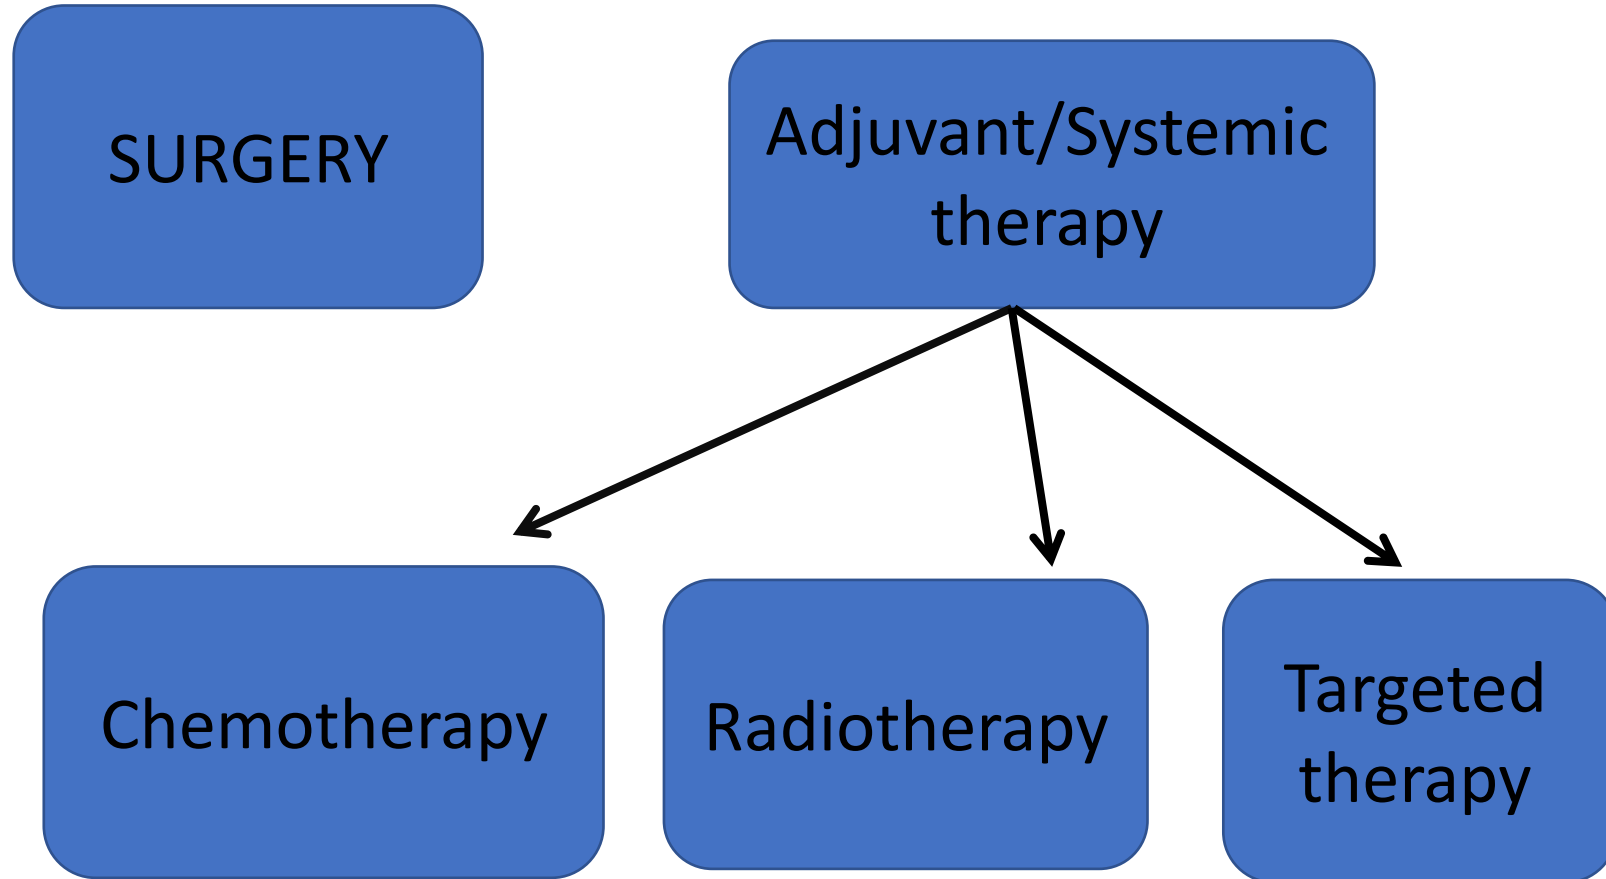 SURGERY
Adjuvant/Systemic
therapy
Chemotherapy
Radiotherapy
Targeted
therapy